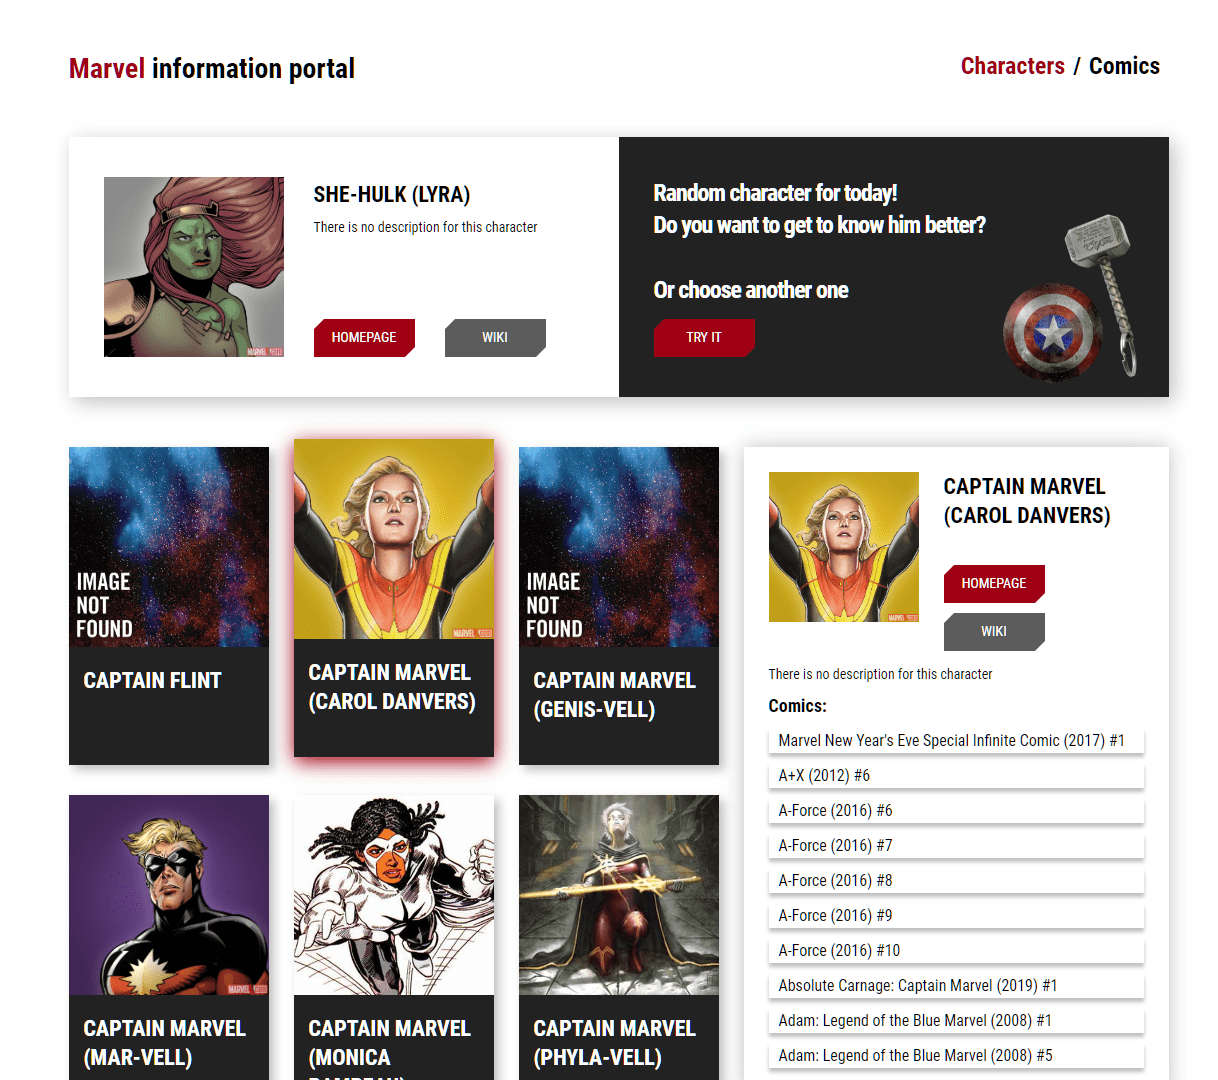 Marvel information portal
Characters / Comics
SHE-HULK (LYRA)
There is no description for this character
HOMEPAGE
WIKI
Random character for today!
Do you want to get to know him better?
Or choose another one
TRY IT
IMAGE
NOT
FOUND
CAPTAIN FLINT
CAPTAIN MARVEL
(CAROL DANVERS)
IMAGE
NOT
FOUND
CAPTAIN MARVEL
(GENIS-VELL)
CAPTAIN MARVEL
(MAR-VELL)
CAPTAIN MARVEL
(MONICA
CAPTAIN MARVEL
(PHYLA-VELL)
CAPTAIN MARVEL
(CAROL DANVERS)
HOMEPAGE
WIKI
There is no description for this character
Comics:
Marvel New Year's Eve Special Infinite Comic (2017) #1
A+X (2012) #6
A-Force (2016) #6
A-Force (2016) #7
A-Force (2016) #8
A-Force (2016) #9
A-Force (2016) #10
Absolute Carnage: Captain Marvel (2019) #1
Adam: Legend of the Blue Marvel (2008) #1
Adam: Legend of the Blue Marvel (2008) #5